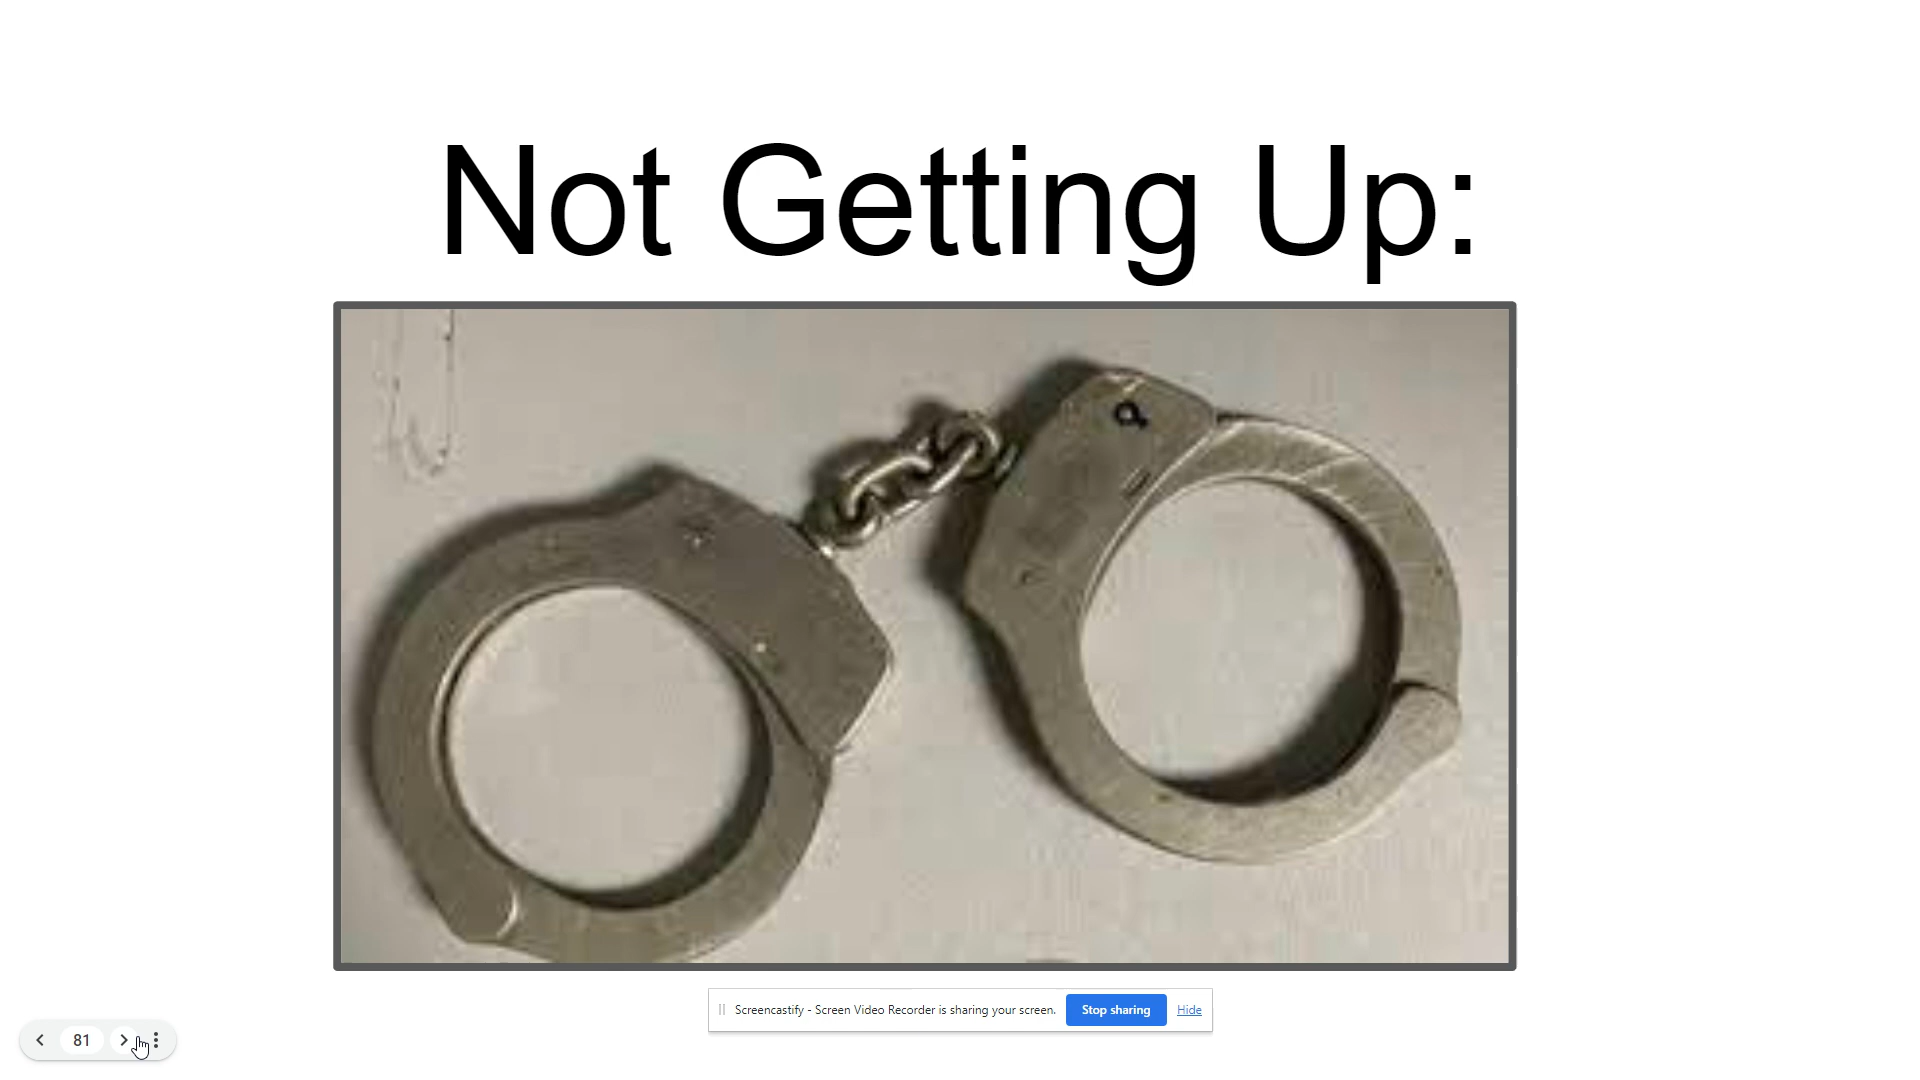 Not Getting Up:
Screencastify - Screen Video Recorder is sharing your screen. Stop sharing Hide
81